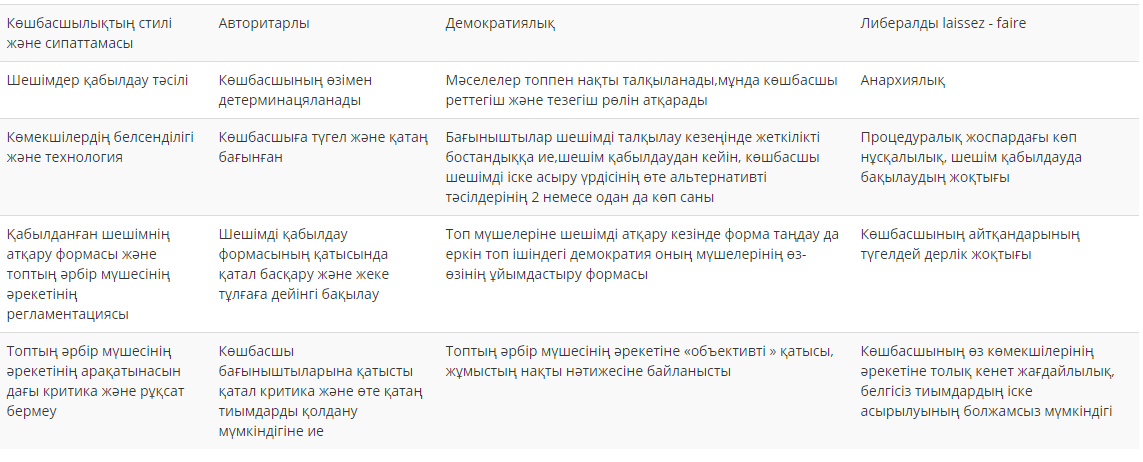 Көшбасшылықтың стилі
және сипаттамасы
Авторитарлы
Демократиялық
Либералды laissez - faire
Шешімдер қабылдау тәсілі
Көшбасшының өзімен
детерминацяланады
Мәселелер топпен нақты талқыланады,мұнда көшбасшы
реттегіш және тезегіш рөлін атқарады
Анархиялық
Көмекшілердің белсенділігі
және технология
Көшбасшыға түгел және қатаң
бағынған
Бағыныштылар шешімді талқылау кезеңінде жеткілікті
бостандыққа ие,шешім қабылдаудан кейін, көшбасшы
шешімді іске асыру үрдісінің өте альтернативті
тәсілдерінің 2 немесе одан да көп саны
Процедуралық жоспардағы көп
нұсқалылық, шешім қабылдауда
бақылаудың жоқтығы
Қабылданған шешімнің
атқару формасы және
топтың әрбір мүшесінің
әрекетінің
регламентациясы
Шешімді қабылдау
формасының қатысында
қатал басқару және жеке
тұлғаға дейінгі бақылау
Топ мүшелеріне шешімді атқару кезінде форма таңдау да
еркін топ ішіндегі демократия оның мүшелерінің өз-
өзінің ұйымдастыру формасы
Көшбасшының айтқандарының
түгелдей дерлік жоқтығы
Топтың әрбір мүшесінің
әрекетінің арақатынасын
дағы критика және рұқсат
бермеу
Көшбасшы
бағыныштыларына қатысты
қатал критика және өте қатаң
тиымдарды қолдану
мүмкіндігіне ие
Топтың әрбір мүшесінің әрекетіне «объективті » қатысы,
жұмыстың нақты нәтижесіне байланысты
Көшбасшының өз көмекшілерінің
әрекетіне толық кенет жағдайлылық,
белгісіз тиымдардың іске
асырылуының болжамсыз мүмкіндігі